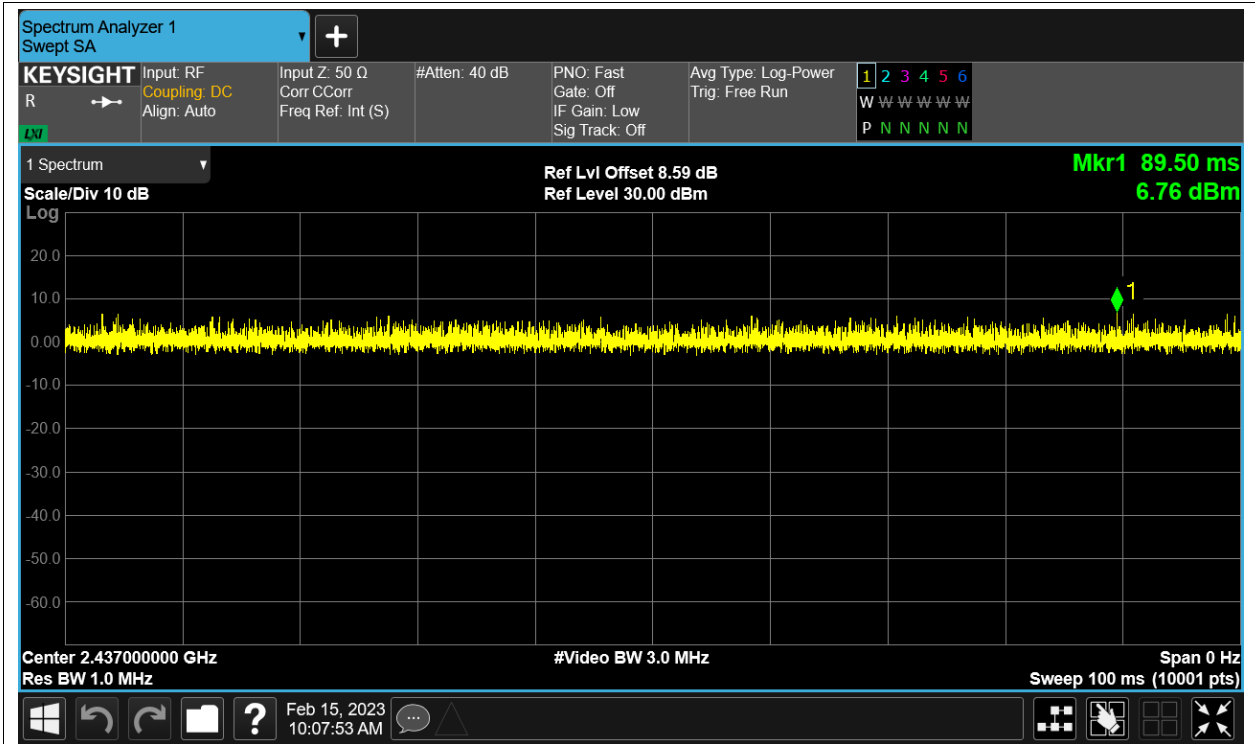 Spectrum Analyzer 1
Swept SA
+
KEYSIGHT
R
LXI
Input: RF
Coupling: DC
Align: Auto
Input Z: 50 Ω
Corr CCorr
Freq Ref: Int (S)
#Atten: 40 dB
PNO: Fast
Gate: Off
IF Gain: Low
Sig Track: Off
Avg Type: Log-Power
Trig: Free Run
1 2 3 4 5 6
W W W W W W
P N N N N N
1 Spectrum
Scale/Div 10 dB
Ref Lvl Offset 8.59 dB
Ref Level 30.00 dBm
Mkr1 89.50 ms
6.76 dBm
Log
20.0
10.0
1
0.00
-10.0
-20.0
-30.0
-40.0
-50.0
-60.0
Center 2.437000000 GHz
Res BW 1.0 MHz
#Video BW 3.0 MHz
Span 0 Hz
Sweep 100 ms (10001 pts)
?
Feb 15, 2023
10:07:53 AM